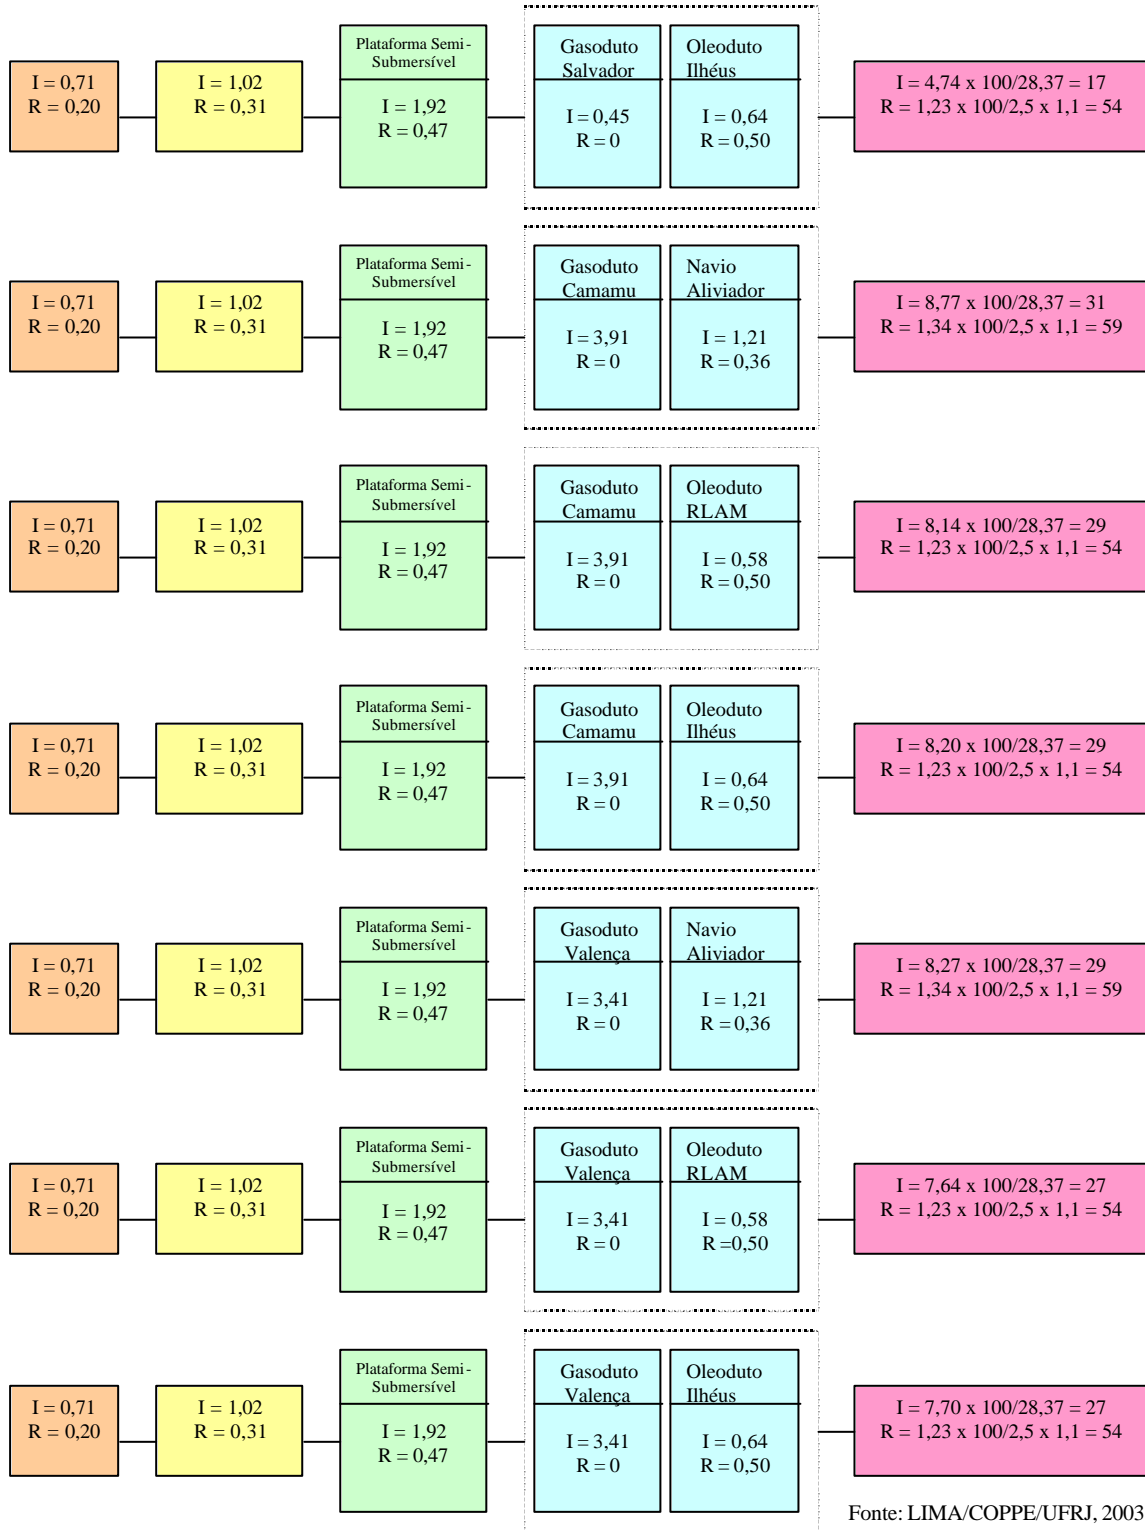 I = 0,71
R = 0,20
I = 1,02
R = 0,31
Plataforma Semi-
Submersível
I = 1,92
R = 0,47
Gasoduto
Salvador
I = 0,45
R = 0
Oleoduto
Ilhéus
I = 0,64
R = 0,50
I = 4,74 x 100/28,37 = 17
R = 1,23 x 100/2,5 x 1,1 = 54
I = 0,71
R = 0,20
I = 1,02
R = 0,31
Plataforma Semi-
Submersível
I = 1,92
R = 0,47
Gasoduto
Camamu
I = 3,91
R = 0
Navio
Aliviador
I = 1,21
R = 0,36
I = 8,77 x 100/28,37 = 31
R = 1,34 x 100/2,5 x 1,1 = 59
I = 0,71
R = 0,20
I = 1,02
R = 0,31
Plataforma Semi-
Submersível
I = 1,92
R = 0,47
Gasoduto
Camamu
I = 3,91
R = 0
Oleoduto
RLAM
I = 0,58
R = 0,50
I = 8,14 x 100/28,37 = 29
R = 1,23 x 100/2,5 x 1,1 = 54
I = 0,71
R = 0,20
I = 1,02
R = 0,31
Plataforma Semi-
Submersível
I = 1,92
R = 0,47
Gasoduto
Camamu
I = 3,91
R = 0
Oleoduto
Ilhéus
I = 0,64
R = 0,50
I = 8,20 x 100/28,37 = 29
R = 1,23 x 100/2,5 x 1,1 = 54
I = 0,71
R = 0,20
I = 1,02
R = 0,31
Plataforma Semi-
Submersível
I = 1,92
R = 0,47
Gasoduto
Valença
I = 3,41
R = 0
Navio
Aliviador
I = 1,21
R = 0,36
I = 8,27 x 100/28,37 = 29
R = 1,34 x 100/2,5 x 1,1 = 59
I = 0,71
R = 0,20
I = 1,02
R = 0,31
Plataforma Semi-
Submersível
I = 1,92
R = 0,47
Gasoduto
Valença
I = 3,41
R = 0
Oleoduto
RLAM
I = 0,58
R =0,50
I = 7,64 x 100/28,37 = 27
R = 1,23 x 100/2,5 x 1,1 = 54
I = 0,71
R = 0,20
I = 1,02
R = 0,31
Plataforma Semi-
Submersível
I = 1,92
R = 0,47
Gasoduto
Valença
I = 3,41
R = 0
Oleoduto
Ilhéus
I = 0,64
R = 0,50
I = 7,70 x 100/28,37 = 27
R = 1,23 x 100/2,5 x 1,1 = 54
Fonte: LIMA/COPPE/UFRJ, 2003